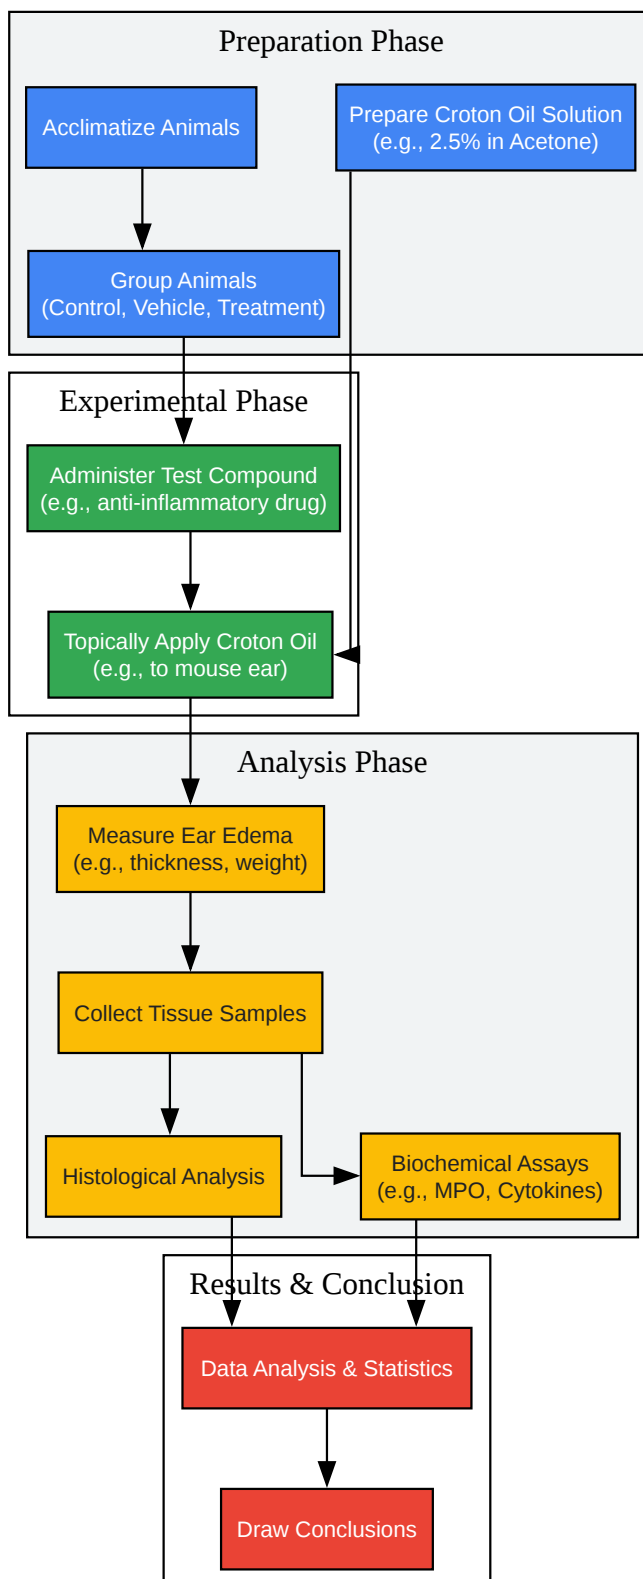 Preparation Phase
Acclimatize Animals
Prepare Croton Oil Solution
(e.g., 2.5% in Acetone)
Group Animals
(Control, Vehicle, Treatment)
Experimental Phase
Administer Test Compound
(e.g., anti-inflammatory drug)
Topically Apply Croton Oil
(e.g., to mouse ear)
Analysis Phase
Measure Ear Edema
(e.g., thickness, weight)
Collect Tissue Samples
Histological Analysis
Biochemical Assays
(e.g., MPO, Cytokines)
Results & Conclusion
Data Analysis & Statistics
Draw Conclusions